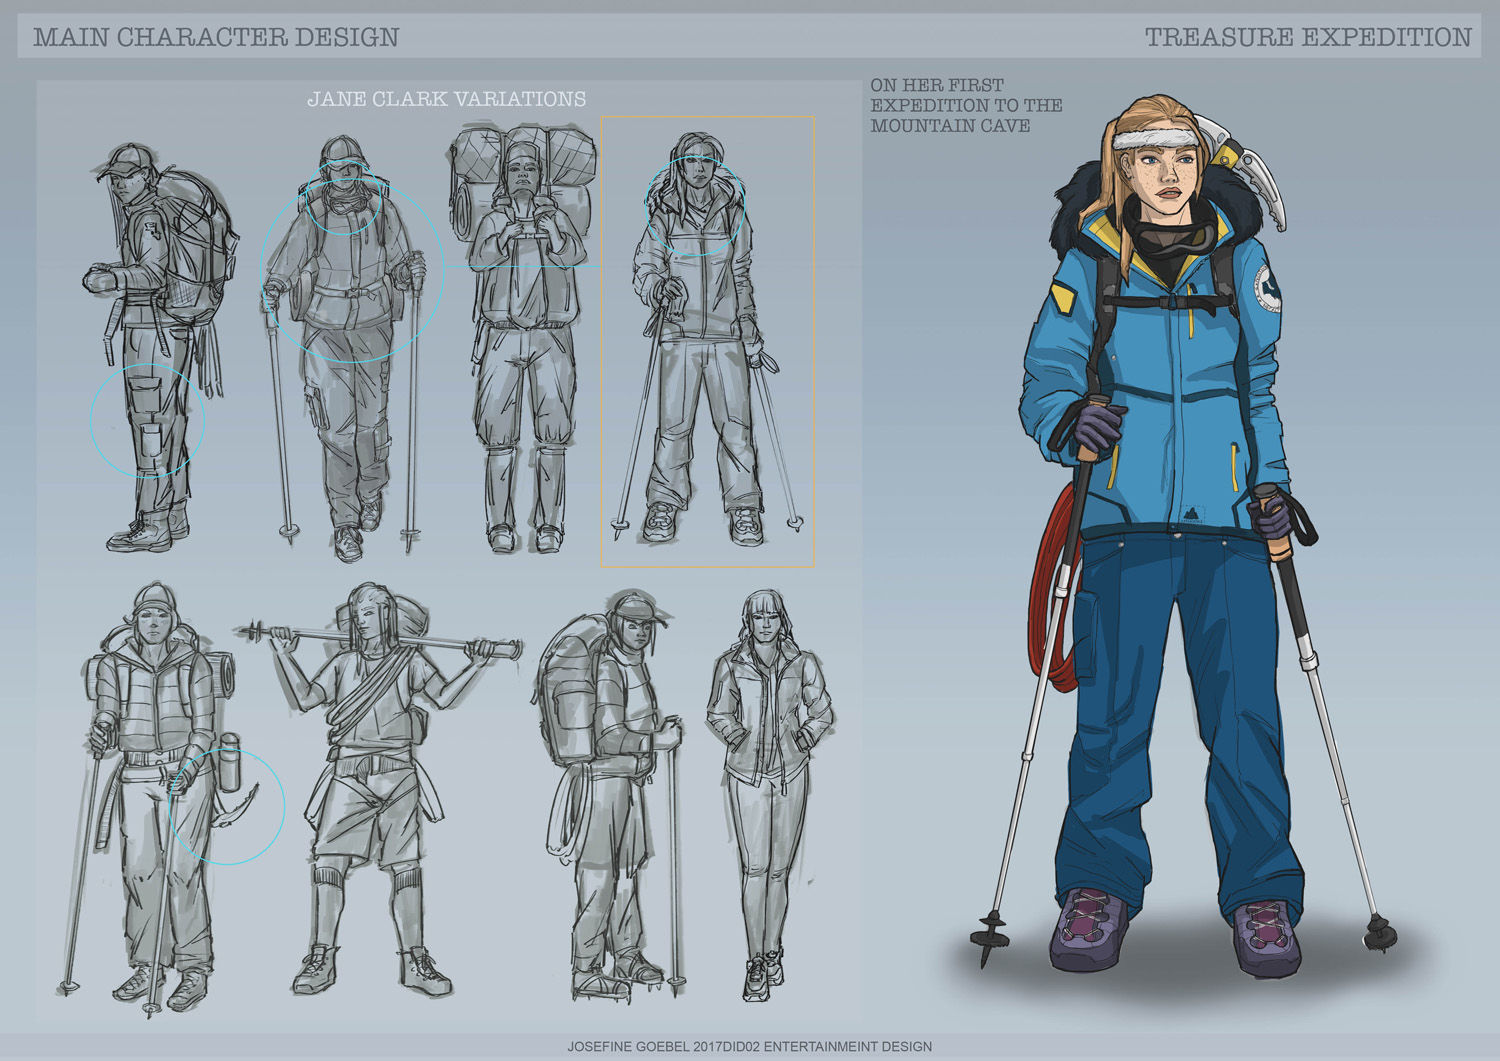 MAIN CHARACTER DESIGN
TREASURE EXPEDITION
JANE CLARK VARIATIONS
ON HER FIRST
EXPEDITION TO THE
MOUNTAIN CAVE
JOSEFINE GOEBEL 2017DID02 ENTERTAINMEINT DESIGN